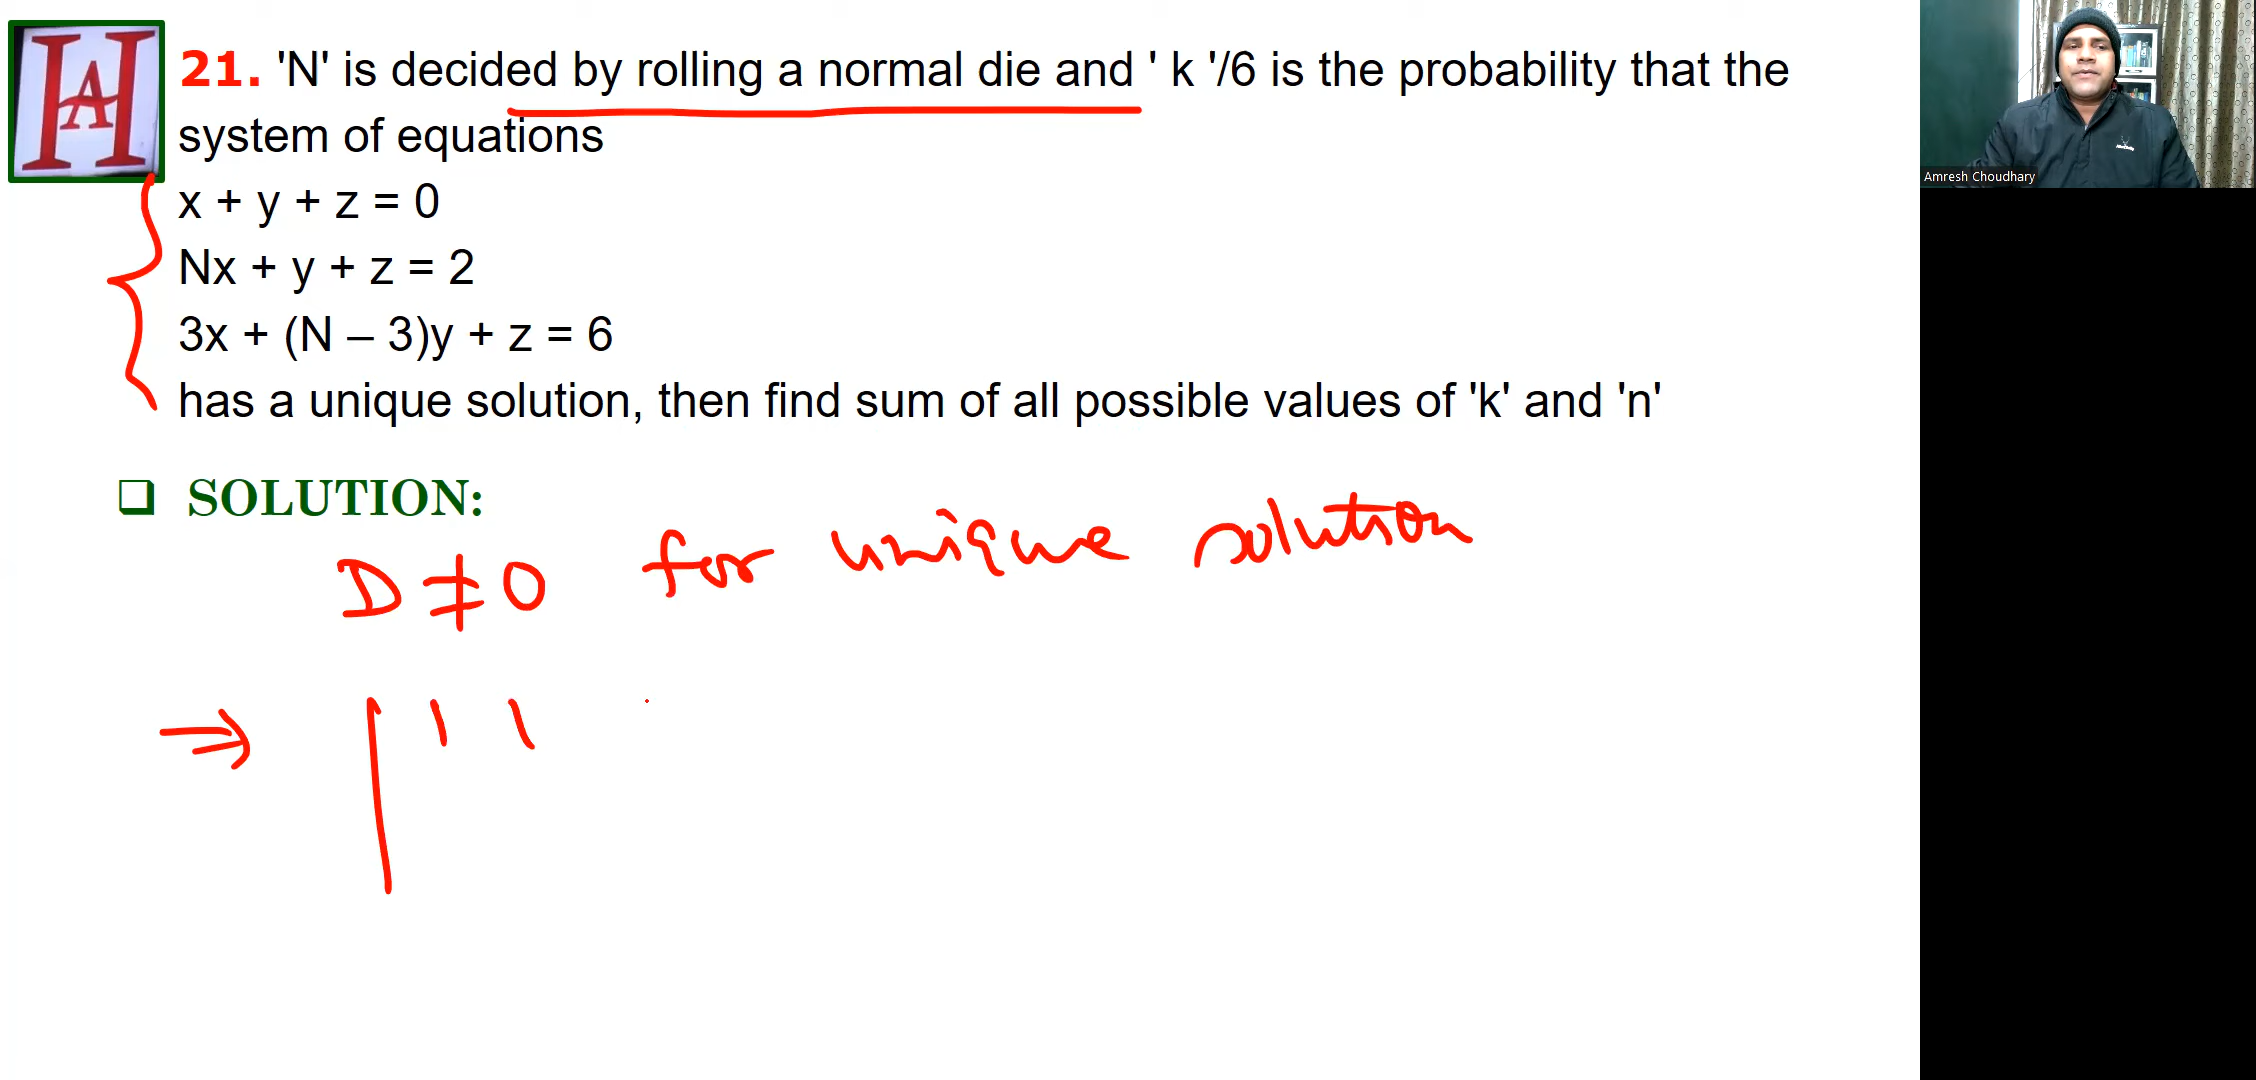 HA
21. 'N' is decided by rolling a normal die and ' k '/6 is the probability that the
system of equations
x + y + z = 0
Nx + y + z = 2
3x + (N – 3)y + z = 6
has a unique solution, then find sum of all possible values of 'k' and 'n'
❑ SOLUTION:
D ≠ 0 for unique solution
⇒ | 1 1
Amresh Choudhary